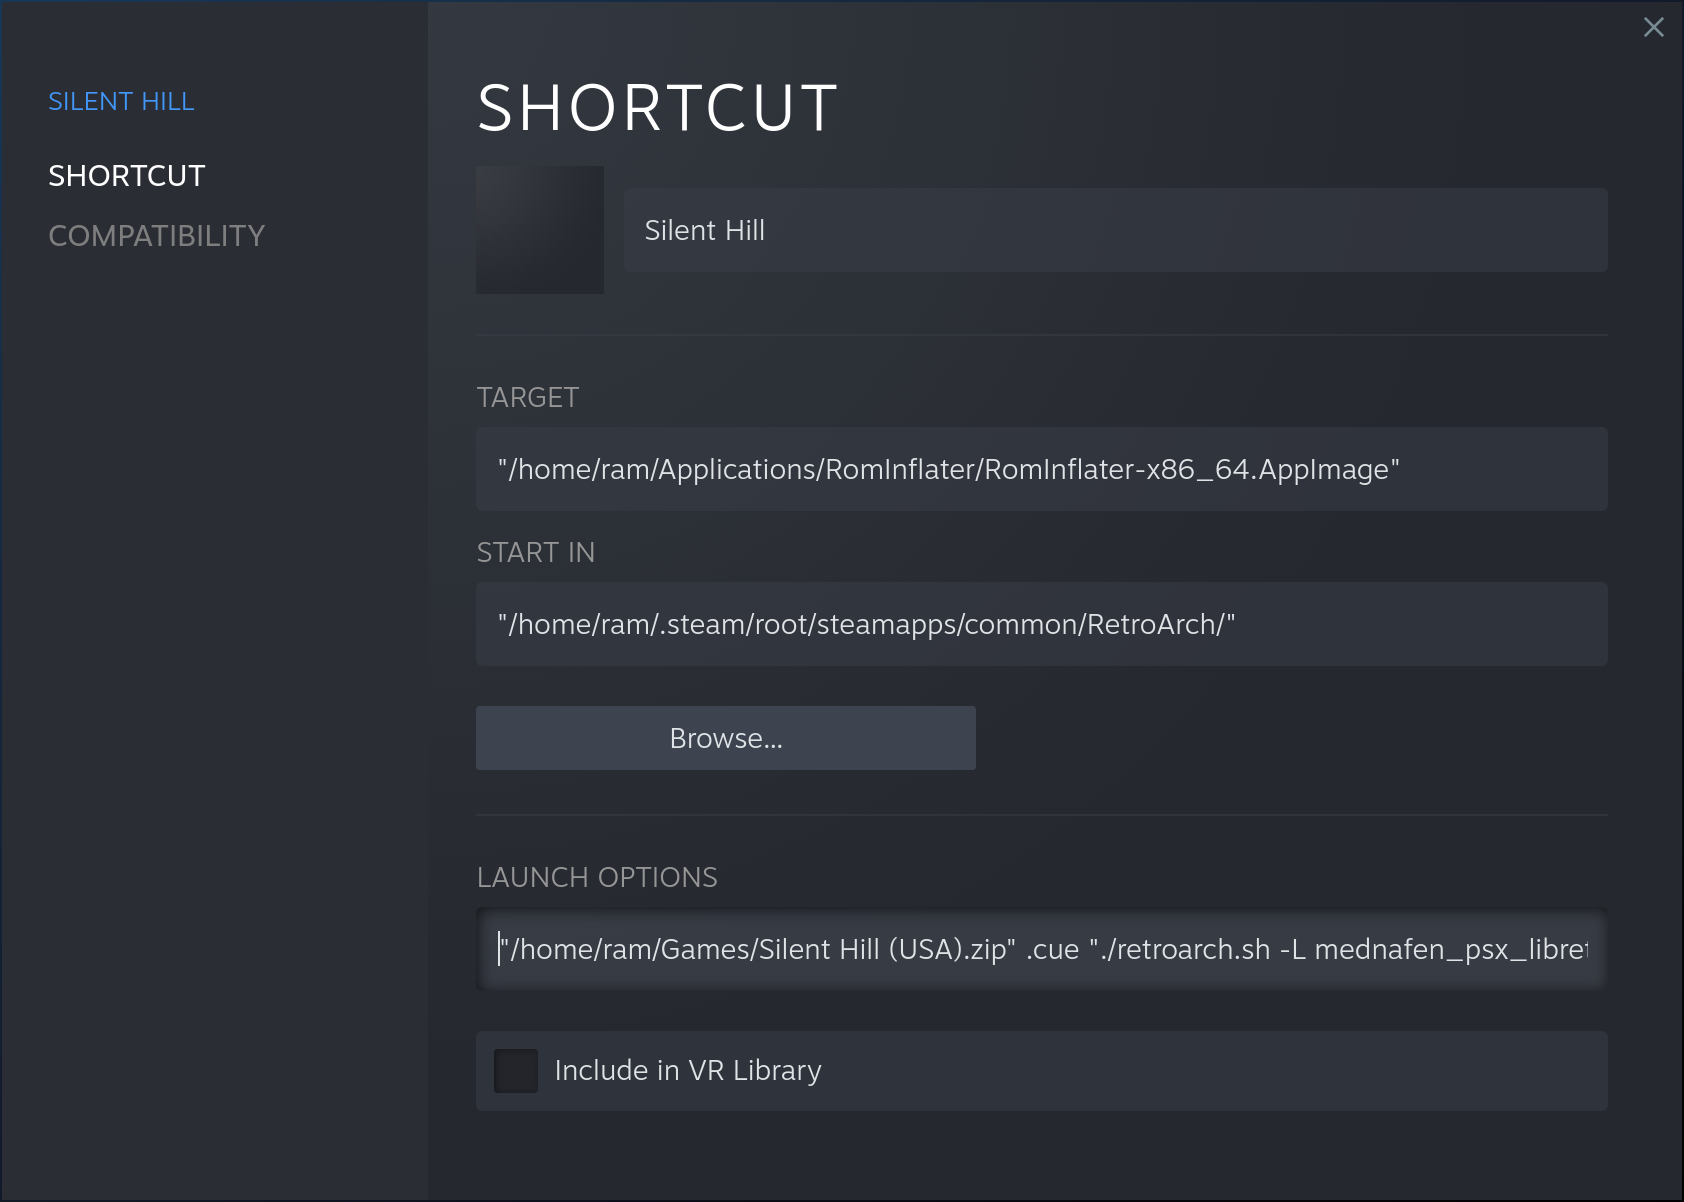 SILENT HILL
SHORTCUT
COMPATIBILITY
SHORTCUT
Silent Hill
TARGET
"/home/ram/Applications/RomInflater/RomInflater-x86_64.AppImage"
START IN
"/home/ram/.steam/root/steamapps/common/RetroArch/"
Browse...
LAUNCH OPTIONS
"/home/ram/Games/Silent Hill (USA).zip" .cue "./retroarch.sh -L mednafen_psx_libret
Include in VR Library